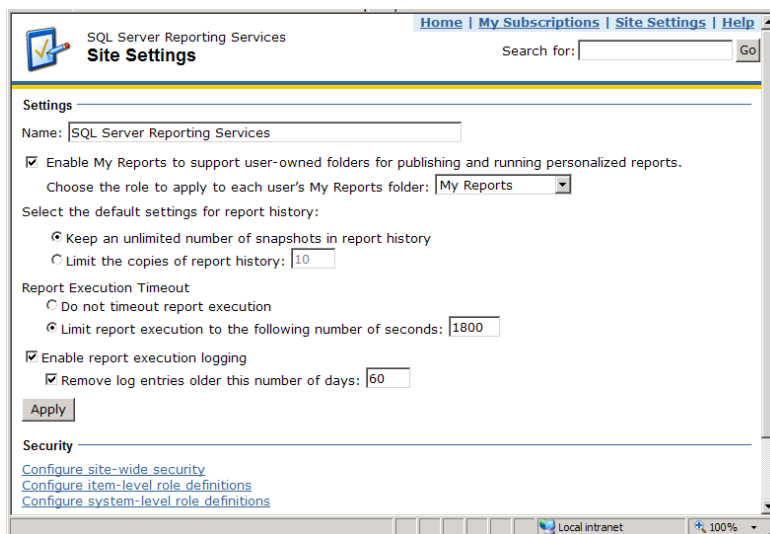 Home | My Subscriptions | Site Settings | Help
SQL Server Reporting Services
Site Settings
Search for: Go
Settings
Name: SQL Server Reporting Services
Enable My Reports to support user-owned folders for publishing and running personalized reports.
Choose the role to apply to each user's My Reports folder: My Reports
Select the default settings for report history:
Keep an unlimited number of snapshots in report history
Limit the copies of report history: 10
Report Execution Timeout
Do not timeout report execution
Limit report execution to the following number of seconds: 1800
Enable report execution logging
Remove log entries older this number of days: 60
Apply
Security
Configure site-wide security
Configure item-level role definitions
Configure system-level role definitions
Local intranet 100%